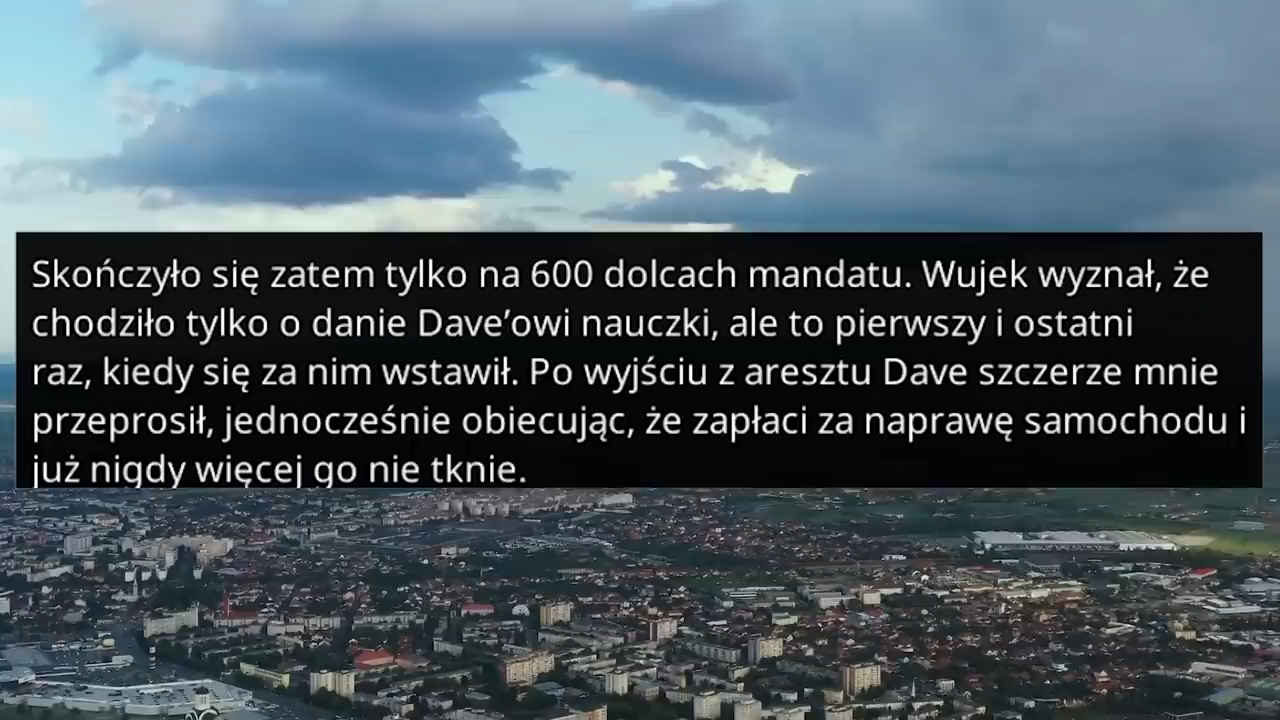 Skończyło się zatem tylko na 600 dolcach mandatu. Wujek wyznał, że
chodziło tylko o danie Dave’owi nauczki, ale to pierwszy i ostatni
raz, kiedy się za nim wstawił. Po wyjściu z aresztu Dave szczerze mnie
przeprosił, jednocześnie obiecując, że zapłaci za naprawę samochodu i
już nigdy więcej go nie tknie.